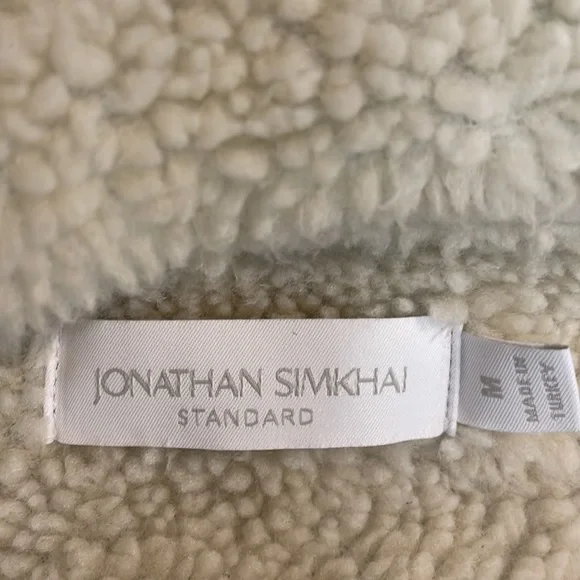 JONATHAN SIMKHAI
STANDARD
M
MADE IN
TURKEY